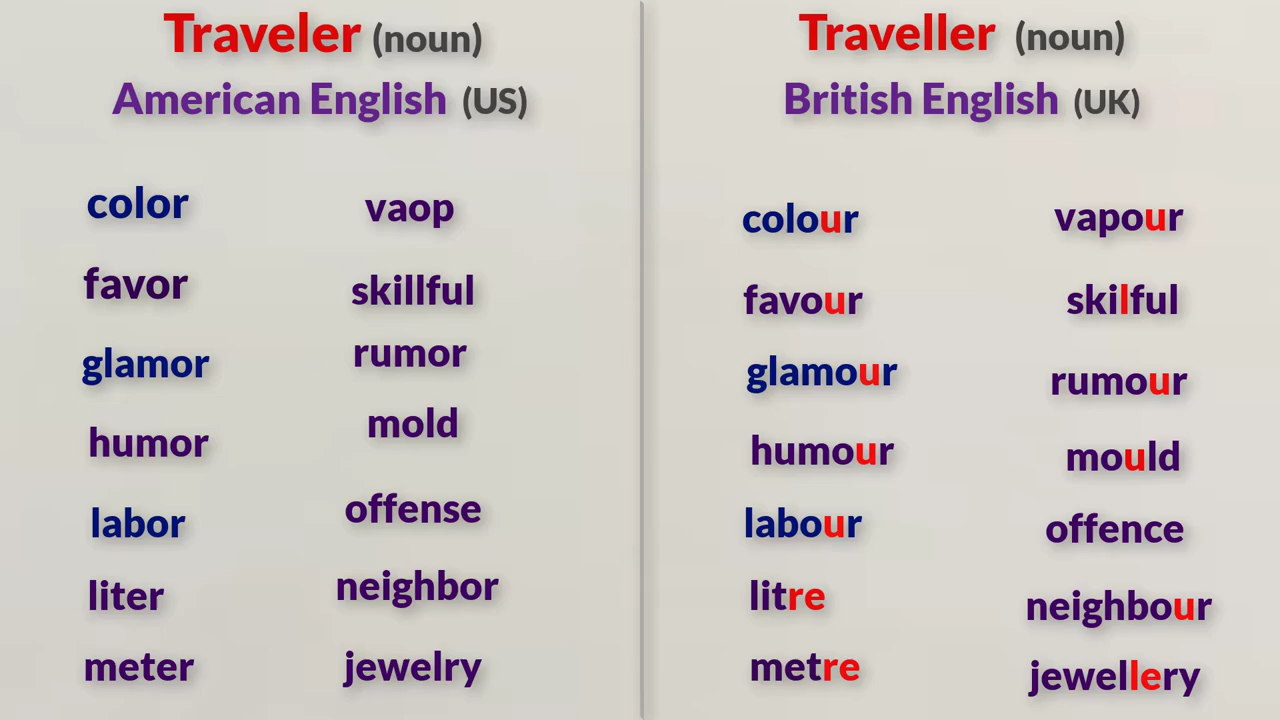 Traveler (noun)
American English (US)
color vaop
favor skillful
glamor rumor
humor mold
labor offense
liter neighbor
meter jewelry
Traveller (noun)
British English (UK)
colour vapour
favour skilful
glamour rumour
humour mould
labour offence
litre neighbour
metre jewellery